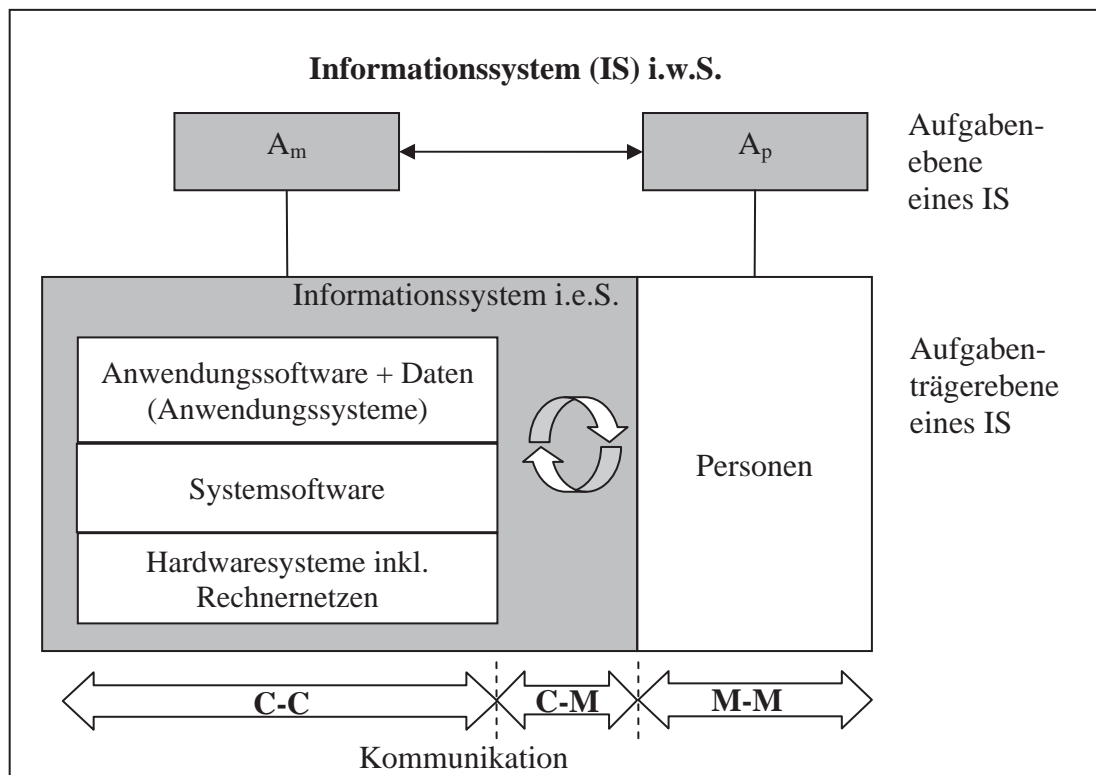 Informationssystem (IS) i.w.S.
Aₘ
Aₚ
Aufgaben-
ebene
eines IS
Informationssystem i.e.S.
Anwendungssoftware + Daten
(Anwendungssysteme)
Systemsoftware
Hardwaresysteme inkl.
Rechnernetzen
Personen
Aufgaben-
trägerebene
eines IS
C-C
C-M
M-M
Kommunikation